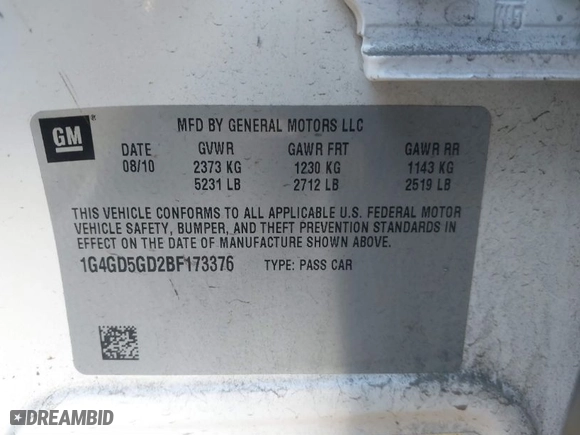 GM
®
MFD BY GENERAL MOTORS LLC
DATE GVWR GAWR FRT GAWR RR
08/10 2373 KG 1230 KG 1143 KG
5231 LB 2712 LB 2519 LB
THIS VEHICLE CONFORMS TO ALL APPLICABLE U.S. FEDERAL MOTOR
VEHICLE SAFETY, BUMPER, AND THEFT PREVENTION STANDARDS IN
EFFECT ON THE DATE OF MANUFACTURE SHOWN ABOVE.
1G4GD5GD2BF173376 TYPE: PASS CAR
DREAMBID